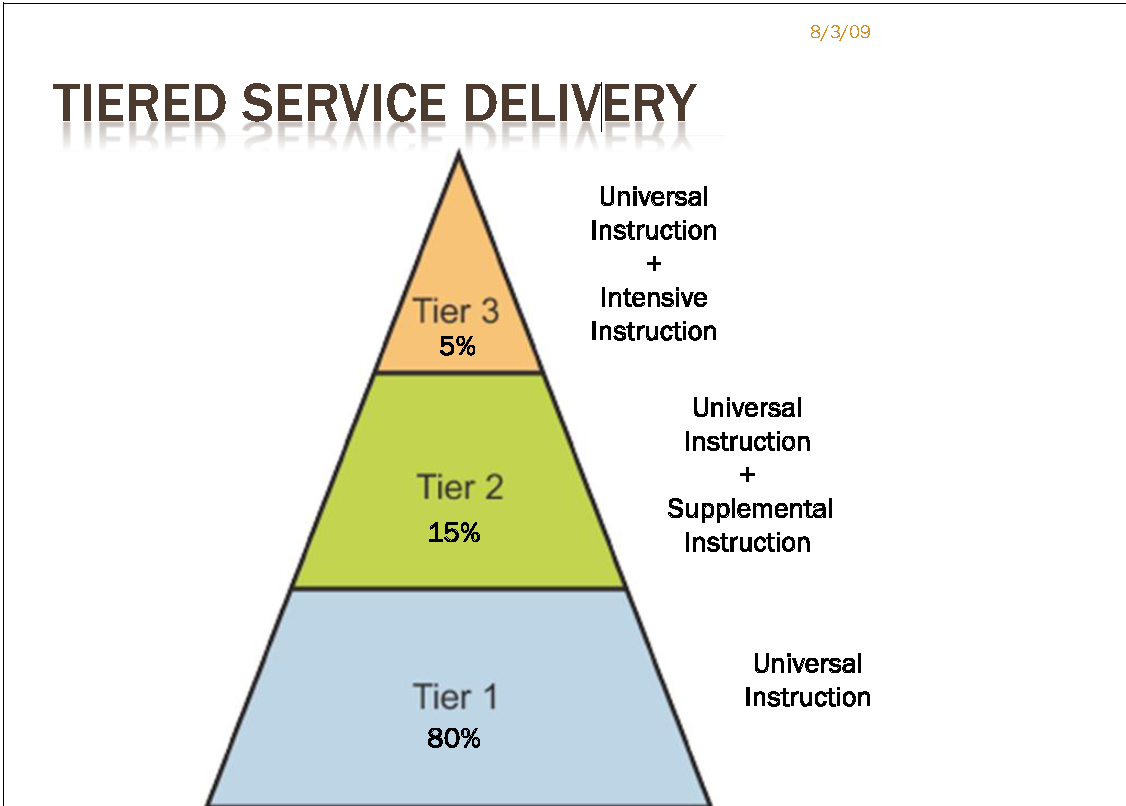 8/3/09
TIERED SERVICE DELIVERY
Universal
Instruction
+
Intensive
Instruction
Tier 3
5%
Universal
Instruction
+
Supplemental
Instruction
Tier 2
15%
Universal
Instruction
Tier 1
80%